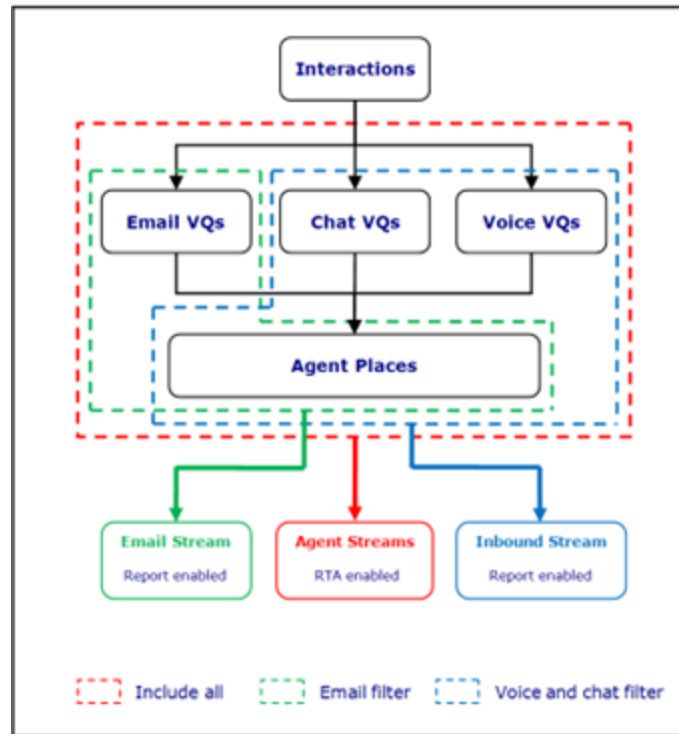 Interactions
Email VQs
Chat VQs
Voice VQs
Agent Places
Email Stream
Report enabled
Agent Streams
RTA enabled
Inbound Stream
Report enabled
Include all
Email filter
Voice and chat filter